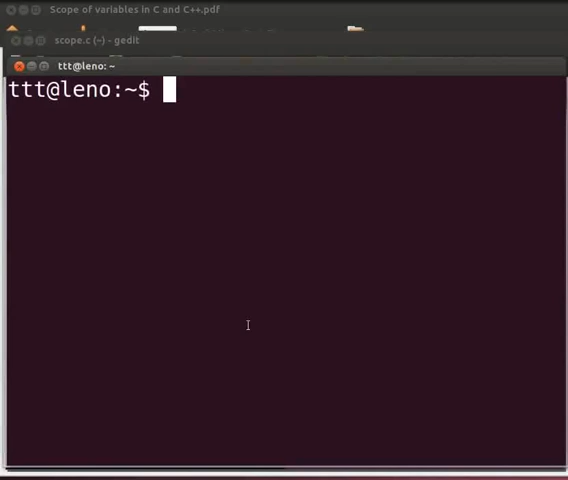 Scope of variables in C and C++.pdf
scope.c (~) - gedit
ttt@leno: ~
ttt@leno:~$